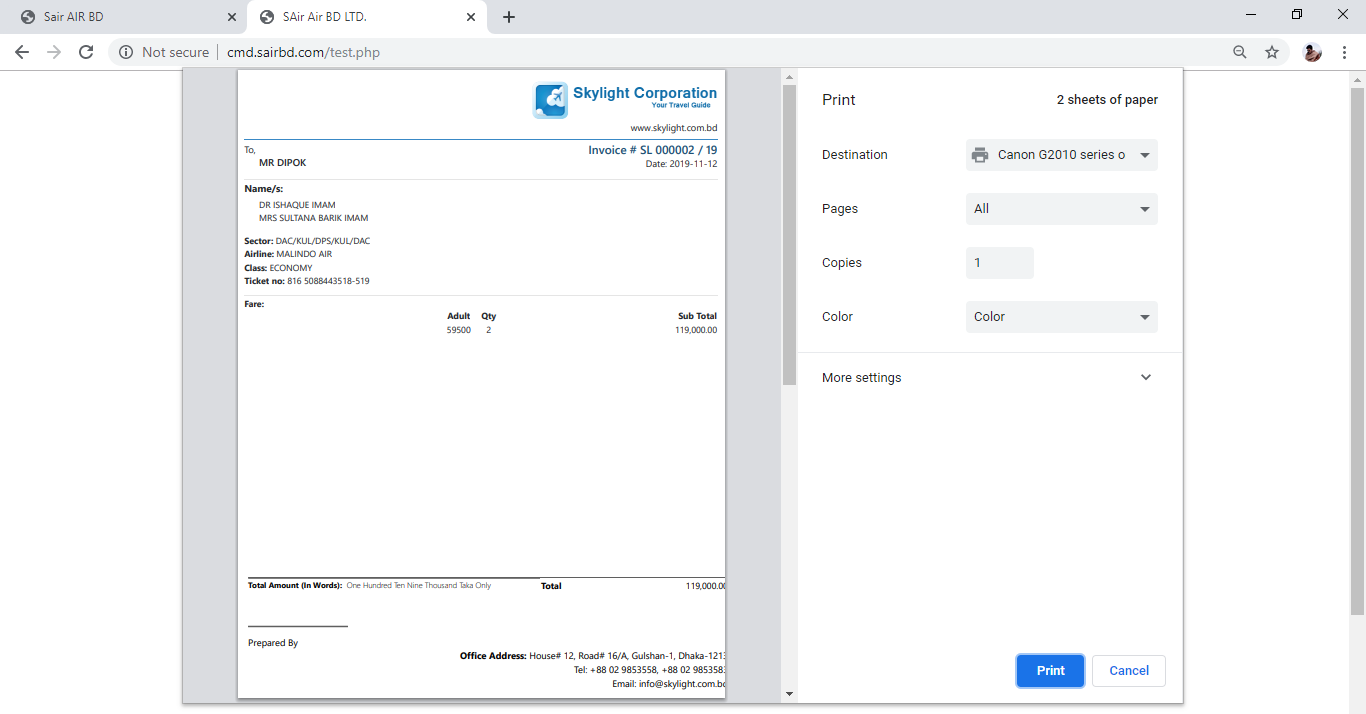 Sair AIR BD
SAir Air BD LTD.
Not secure
cmd.sairbd.com/test.php
Skylight Corporation
Your Travel Guide
www.skylight.com.bd
To,
Invoice # SL 000002 / 19
MR DIPOK
Date: 2019-11-12
Name/s:
DR ISHAQUE IMAM
MRS SULTANA BARIK IMAM
Sector: DAC/KUL/DPS/KUL/DAC
Airline: MALINDO AIR
Class: ECONOMY
Ticket no: 816 5088443518-519
Fare:
Adult Qty Sub Total
59500 2 119,000.00
Total Amount (In Words): One Hundred Ten Nine Thousand Taka Only Total 119,000.00
Prepared By
Office Address: House# 12, Road# 16/A, Gulshan-1, Dhaka-1213
Tel: +88 02 9853558, +88 02 985358
Email: info@skylight.com.bd
Print
2 sheets of paper
Destination
Canon G2010 series o
Pages
All
Copies
1
Color
Color
More settings
Print
Cancel